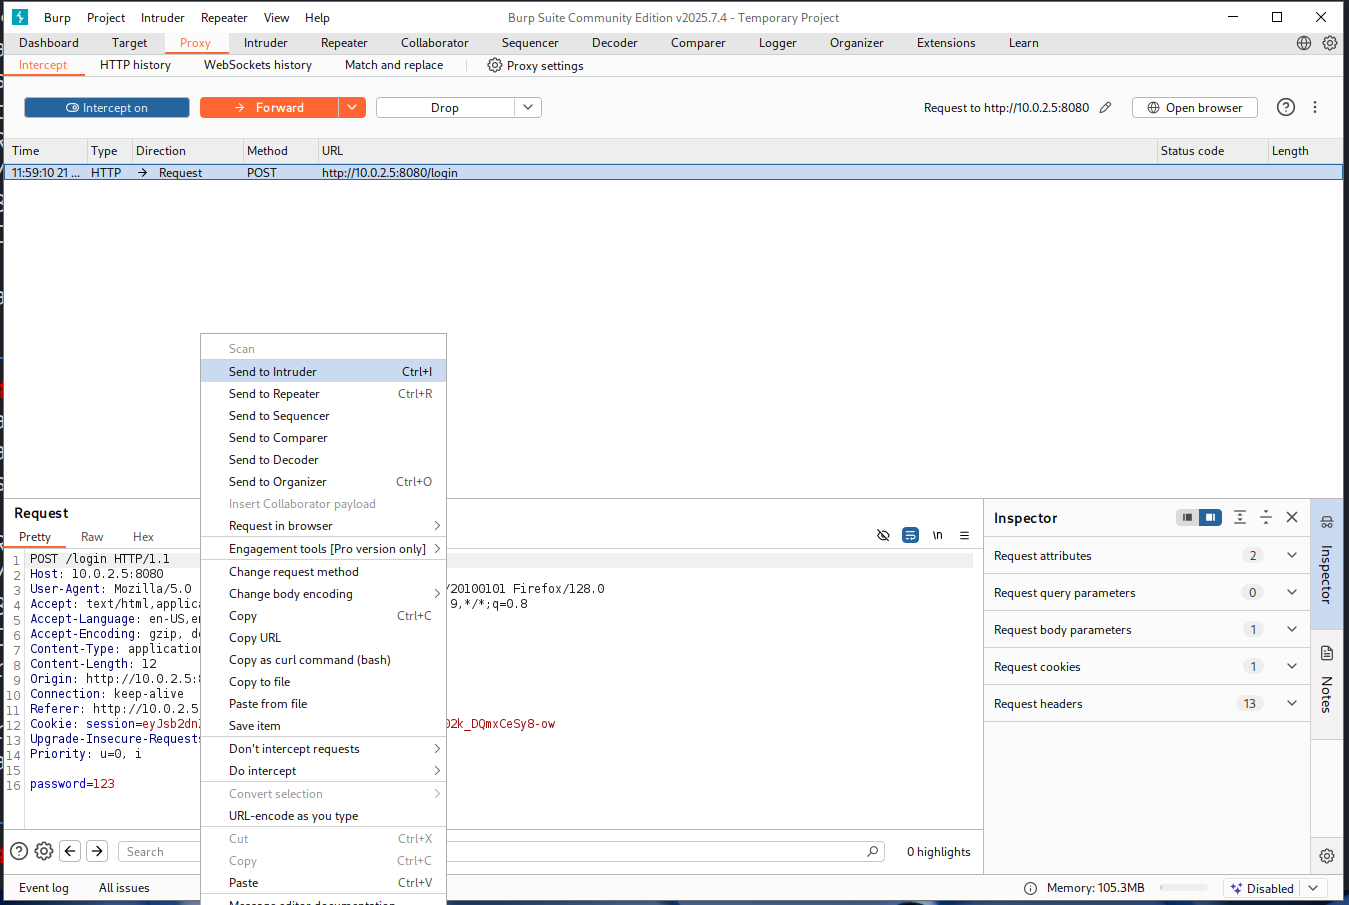 Burp Project Intruder Repeater View Help Burp Suite Community Edition v2025.7.4 - Temporary Project
Dashboard Target Proxy Intruder Repeater Collaborator Sequencer Decoder Comparer Logger Organizer Extensions Learn
Intercept HTTP history WebSockets history Match and replace Proxy settings
Intercept on Forward Drop Request to http://10.0.2.5:8080 Open browser
Time Type Direction Method URL Status code Length
11:59:10 21 ... HTTP → Request POST http://10.0.2.5:8080/login
Scan
Send to Intruder Ctrl+I
Send to Repeater Ctrl+R
Send to Sequencer
Send to Comparer
Send to Decoder
Send to Organizer Ctrl+O
Insert Collaborator payload
Request in browser
Engagement tools [Pro version only]
Change request method
Change body encoding
Copy Ctrl+C
Copy URL
Copy as curl command (bash)
Copy to file
Paste from file
Save item
Don't intercept requests
Do intercept
Convert selection
URL-encode as you type
Cut Ctrl+X
Copy Ctrl+C
Paste Ctrl+V
Message editor documentation
Request
Pretty Raw Hex \n
1 POST /login HTTP/1.1
2 Host: 10.0.2.5:8080
3 User-Agent: Mozilla/5.0 /20100101 Firefox/128.0
4 Accept: text/html,applica 9,*/*;q=0.8
5 Accept-Language: en-US,en
6 Accept-Encoding: gzip, de
7 Content-Type: application
8 Content-Length: 12
9 Origin: http://10.0.2.5:8
10 Connection: keep-alive
11 Referer: http://10.0.2.5
12 Cookie: session=eyJsb2dn 02k_DQmxCeSy8-ow
13 Upgrade-Insecure-Requests
14 Priority: u=0, i
15
16 password=123
Search 0 highlights
Inspector
Request attributes 2
Request query parameters 0
Request body parameters 1
Request cookies 1
Request headers 13
Inspector
Notes
Event log All issues Memory: 105.3MB Disabled